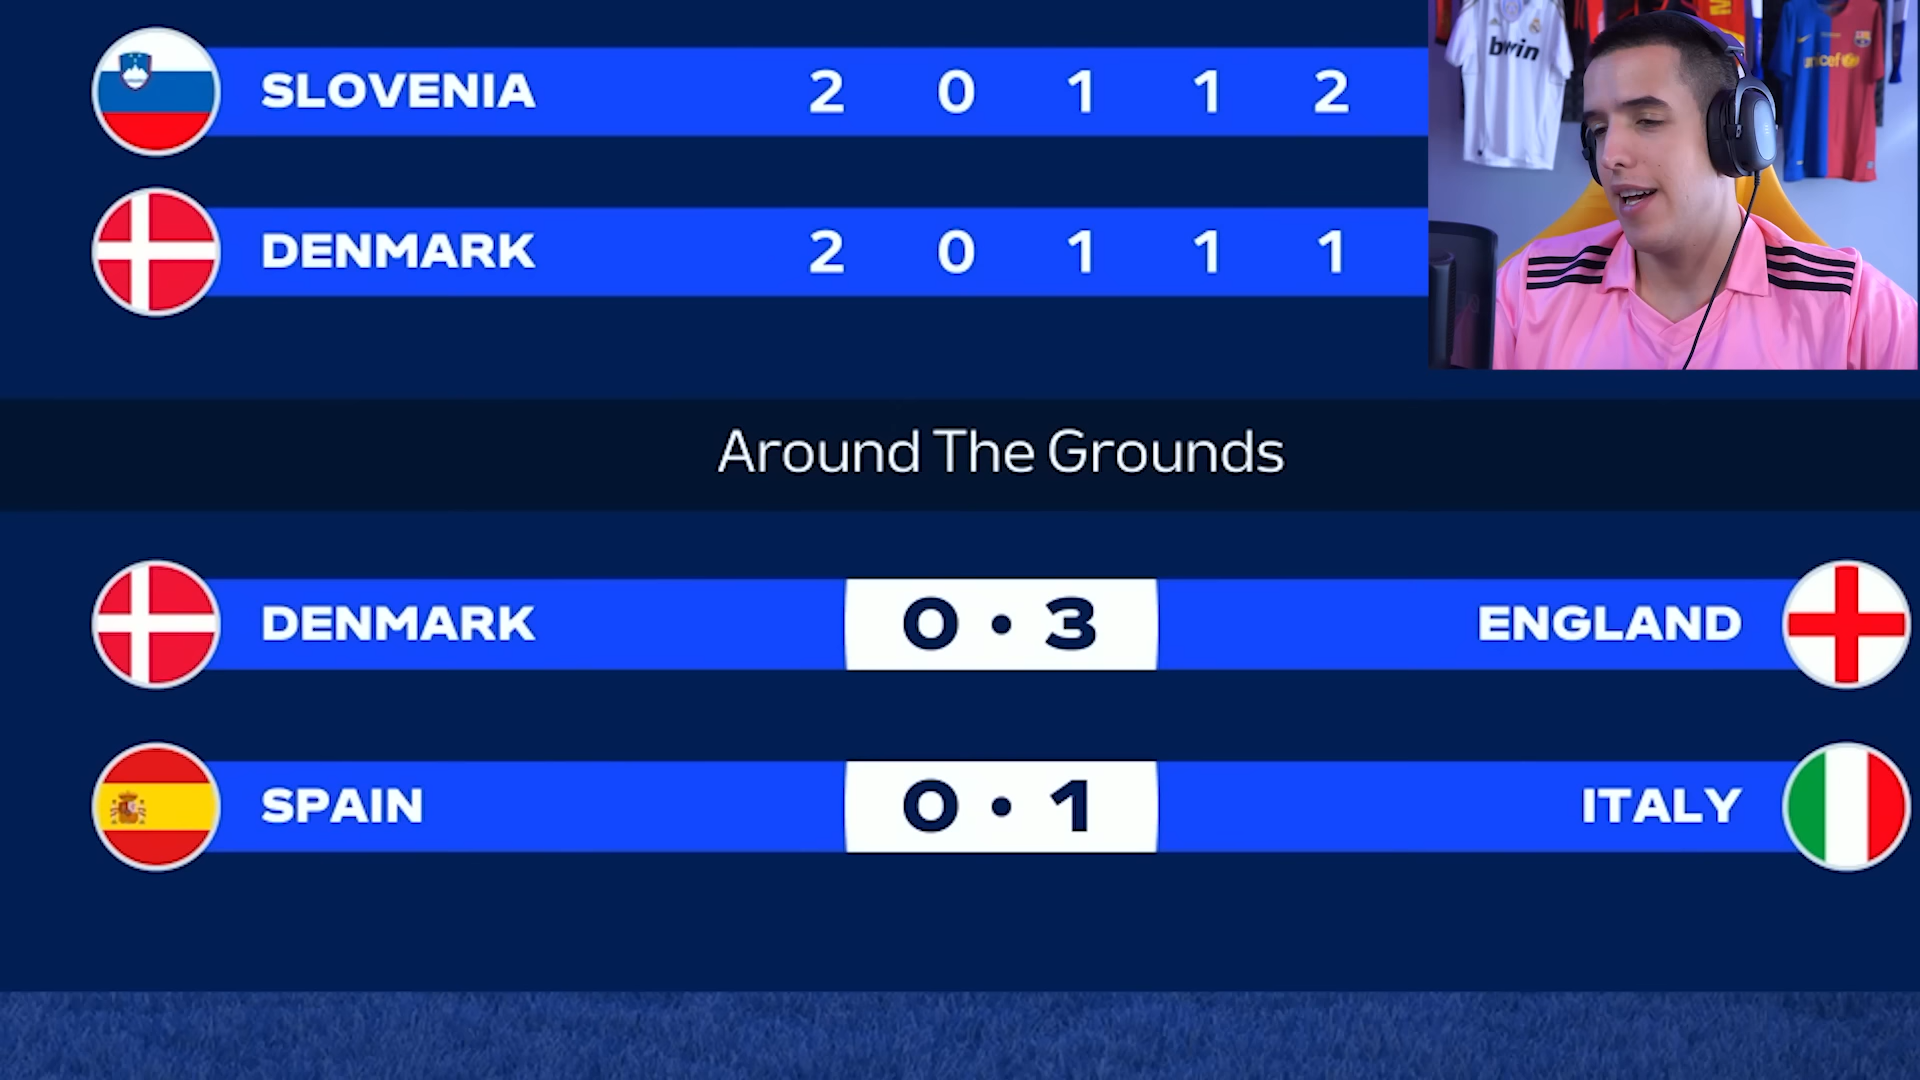 SLOVENIA 2 0 1 1 2
DENMARK 2 0 1 1 1
bwin
unicef
Around The Grounds
DENMARK 0 • 3 ENGLAND
SPAIN 0 • 1 ITALY